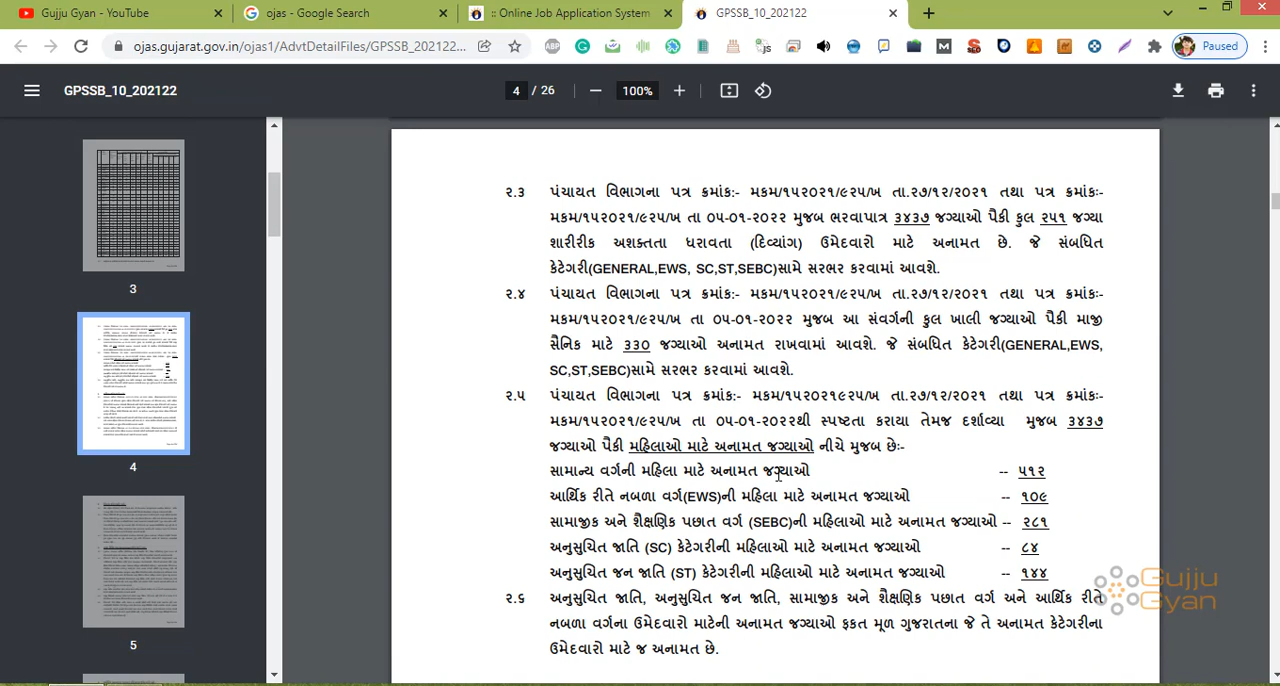 Gujju Gyan - YouTube
ojas - Google Search
:: Online Job Application System
GPSSB_10_202122
ojas.gujarat.gov.in/ojas1/AdvtDetailFiles/GPSSB_202122...
Paused
GPSSB_10_202122
4 / 26
100%
3
4
5
૨.૩ પંચાયત વિભાગના પત્ર ક્રમાંકઃ- મકમ/૧૫૨૦૨૧/૯૨૫/ખ તા.૨૭/૧૨/૨૦૨૧ તથા પત્ર ક્રમાંકઃ-
મકમ/૧૫૨૦૨૧/૯૨૫/ખ તા ૦૫-૦૧-૨૦૨૨ મુજબ ભરવાપાત્ર ૩૪૩૭ જગ્યાઓ પૈકી કુલ ૨૫૧ જગ્યા
શારીરીક અશક્તતા ધરાવતા (દિવ્યાંગ) ઉમેદવારો માટે અનામત છે. જે સંબધિત
કેટેગરી(GENERAL,EWS, SC,ST,SEBC)સામે સરભર કરવામાં આવશે.
૨.૪ પંચાયત વિભાગના પત્ર ક્રમાંકઃ- મકમ/૧૫૨૦૨૧/૯૨૫/ખ તા.૨૭/૧૨/૨૦૨૧ તથા પત્ર ક્રમાંકઃ-
મકમ/૧૫૨૦૨૧/૯૨૫/ખ તા ૦૫-૦૧-૨૦૨૨ મુજબ આ સંવર્ગની કુલ ખાલી જગ્યાઓ પૈકી માજી
સૈનિક માટે ૩૩૦ જગ્યાઓ અનામત રાખવામાં આવશે. જે સંબધિત કેટેગરી(GENERAL,EWS,
SC,ST,SEBC)સામે સરભર કરવામાં આવશે.
૨.૫ પંચાયત વિભાગના પત્ર ક્રમાંકઃ- મકમ/૧૫૨૦૨૧/૯૨૫/ખ તા.૨૭/૧૨/૨૦૨૧ તથા પત્ર ક્રમાંકઃ-
મકમ/૧૫૨૦૨૧/૯૨૫/ખ તા ૦૫-૦૧-૨૦૨૨થી સ્પષ્ટતા કરાયા તેમજ દર્શાવ્યા મુજબ ૩૪૩૭
જગ્યાઓ પૈકી મહિલાઓ માટે અનામત જગ્યાઓ નીચે મુજબ છેઃ-
સામાન્ય વર્ગની મહિલા માટે અનામત જગ્યાઓ -- ૫૧૨
આર્થિક રીતે નબળા વર્ગ(EWS)ની મહિલા માટે અનામત જગ્યાઓ -- ૧૦૯
સામાજીક અને શૈક્ષણિક પછાત વર્ગ (SEBC)ની મહિલાઓ માટે અનામત જગ્યાઓ -- ૨૮૧
અનુસુચિત જાતિ (SC) કેટેગરીની મહિલાઓ માટે અનામત જગ્યાઓ -- ૮૪
અનુસુચિત જન જાતિ (ST) કેટેગરીની મહિલાઓ માટે અનામત જગ્યાઓ -- ૧૪૪
૨.૬ અનુસુચિત જાતિ, અનુસુચિત જન જાતિ, સામાજીક અને શૈક્ષણિક પછાત વર્ગ અને આર્થિક રીતે
નબળા વર્ગના ઉમેદવારો માટેની અનામત જગ્યાઓ ફકત મૂળ ગુજરાતના જે તે અનામત કેટેગરીના
ઉમેદવારો માટે જ અનામત છે.
Gujju
Gyan